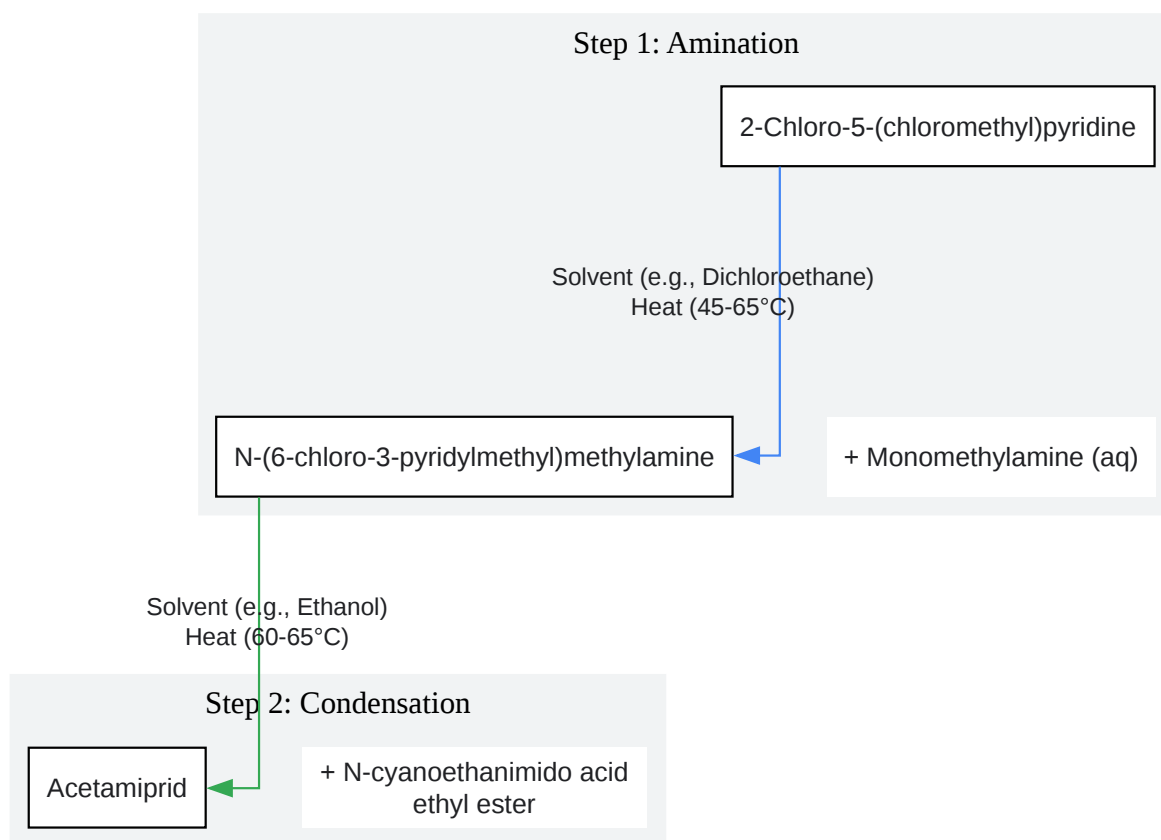 Step 1: Amination
2-Chloro-5-(chloromethyl)pyridine
Solvent (e.g., Dichloroethane)
Heat (45-65°C)
N-(6-chloro-3-pyridylmethyl)methylamine
+ Monomethylamine (aq)
Solvent (e.g., Ethanol)
Heat (60-65°C)
Step 2: Condensation
Acetamiprid
+ N-cyanoethanimido acid
ethyl ester